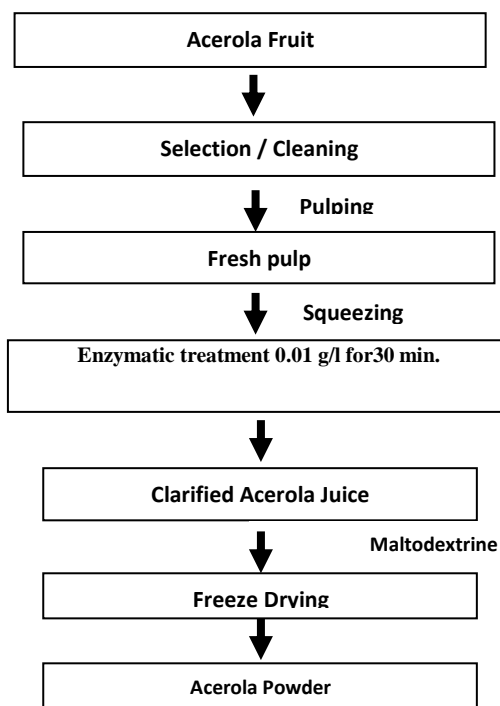 Acerola Fruit
Selection / Cleaning
Pulping
Fresh pulp
Squeezing
Enzymatic treatment 0.01 g/l for30 min.
Clarified Acerola Juice
Maltodextrine
Freeze Drying
Acerola Powder